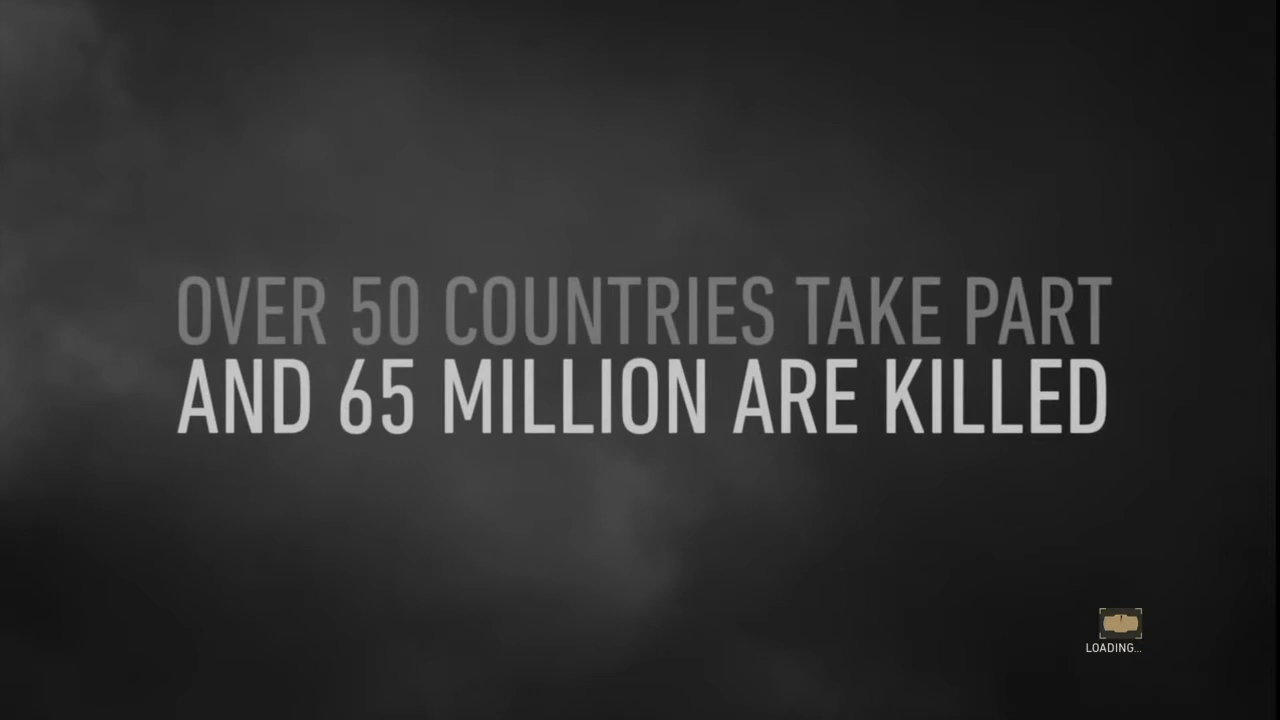 OVER 50 COUNTRIES TAKE PART
AND 65 MILLION ARE KILLED
LOADING...